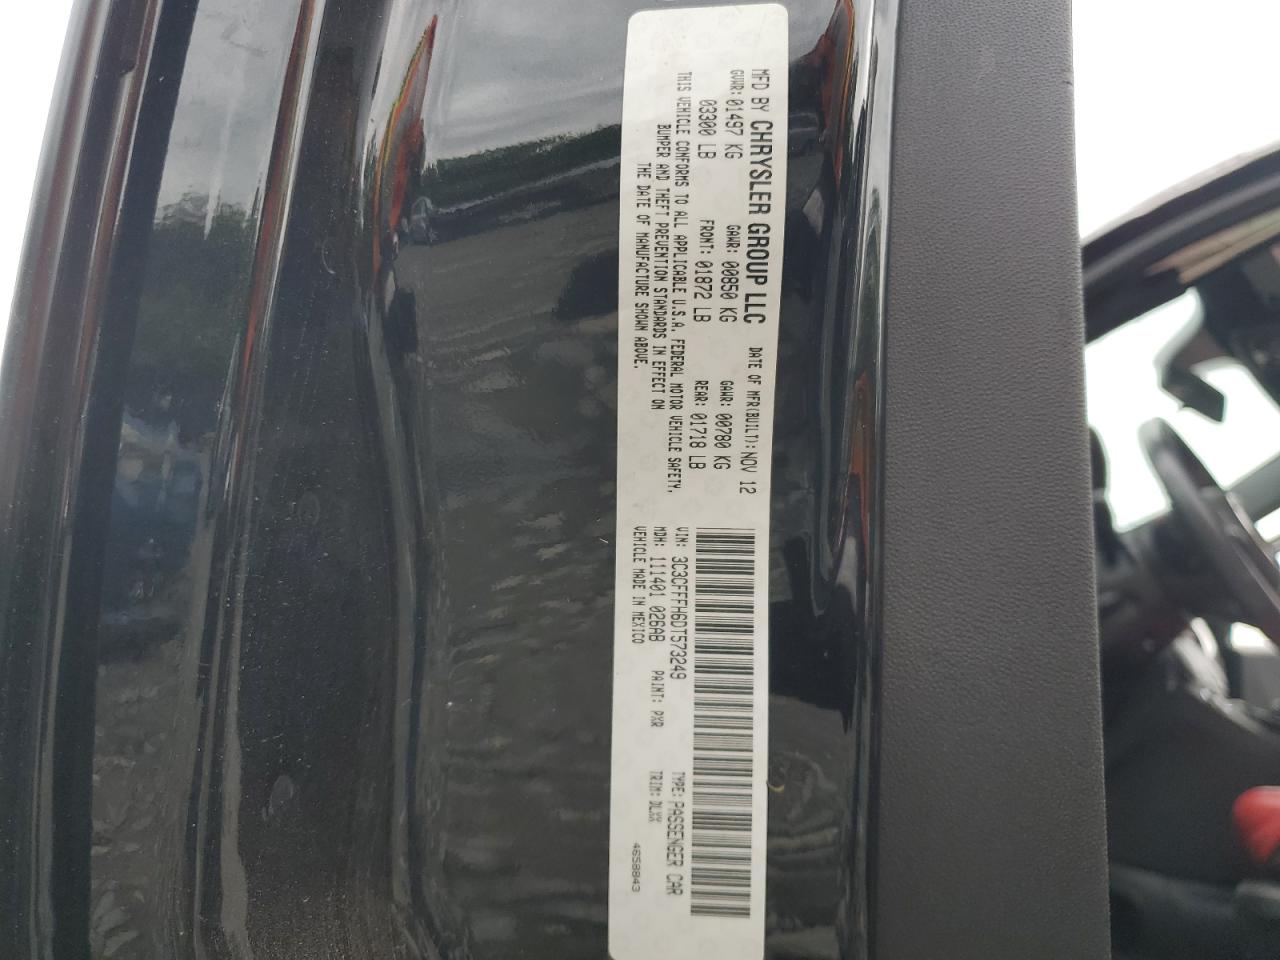 MFD BY CHRYSLER GROUP LLC DATE OF MFR(BUILT): NOV 12
GVWR: 01497 KG GAWR: 00850 KG GAWR: 00780 KG
03300 LB FRONT: 01872 LB REAR: 01718 LB
THIS VEHICLE CONFORMS TO ALL APPLICABLE U.S.A. FEDERAL MOTOR VEHICLE SAFETY,
BUMPER AND THEFT PREVENTION STANDARDS IN EFFECT ON
THE DATE OF MANUFACTURE SHOWN ABOVE.
VIN: 3C3CFFFH6DT573249 TYPE: PASSENGER CAR
MDH: 111401 026AB PAINT: PXR TRIM: DLXX
VEHICLE MADE IN MEXICO 4658843